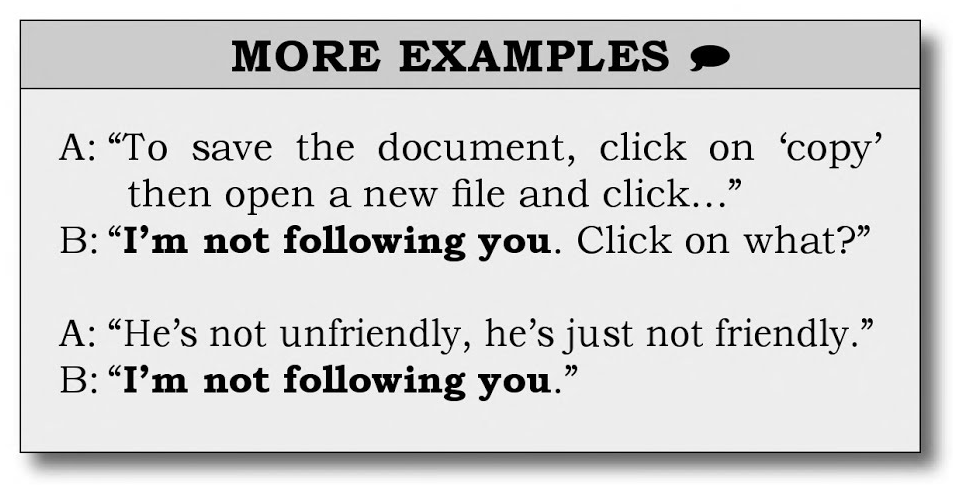 MORE EXAMPLES
A: “To save the document, click on ‘copy’
then open a new file and click...”
B: “I’m not following you. Click on what?”
A: “He’s not unfriendly, he’s just not friendly.”
B: “I’m not following you.”